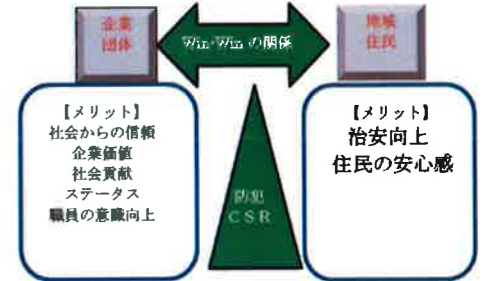 企業
団体
Win-Winの関係
地域
住民
【メリット】
社会からの信頼
企業価値
社会貢献
ステータス
職員の意識向上
防犯
CSR
【メリット】
治安向上
住民の安心感